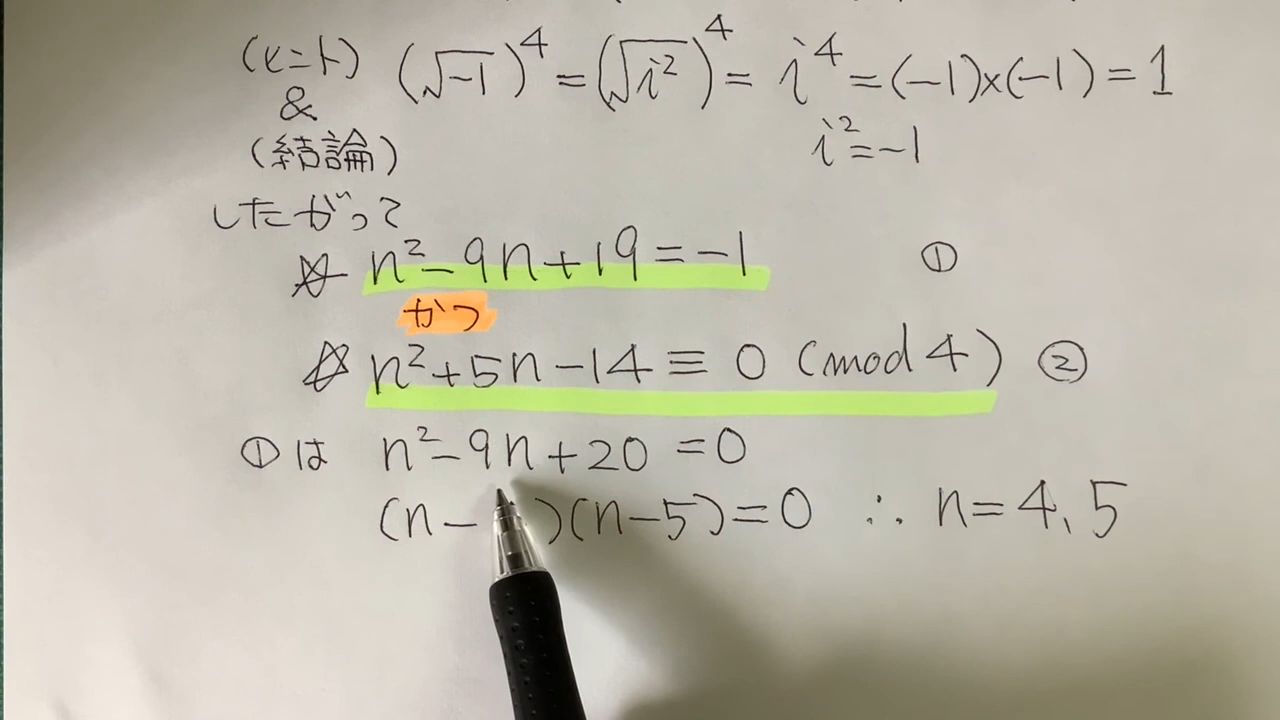 (ヒント) (√-1)^4 = (√i²)^4 = i^4 = (-1)×(-1) = 1
&
(結論) i² = -1
したがって
☆ n² - 9n + 19 = -1 ①
かつ
☆ n² + 5n - 14 ≡ 0 (mod 4) ②
①は n² - 9n + 20 = 0
(n - )(n - 5) = 0 ∴ n = 4, 5